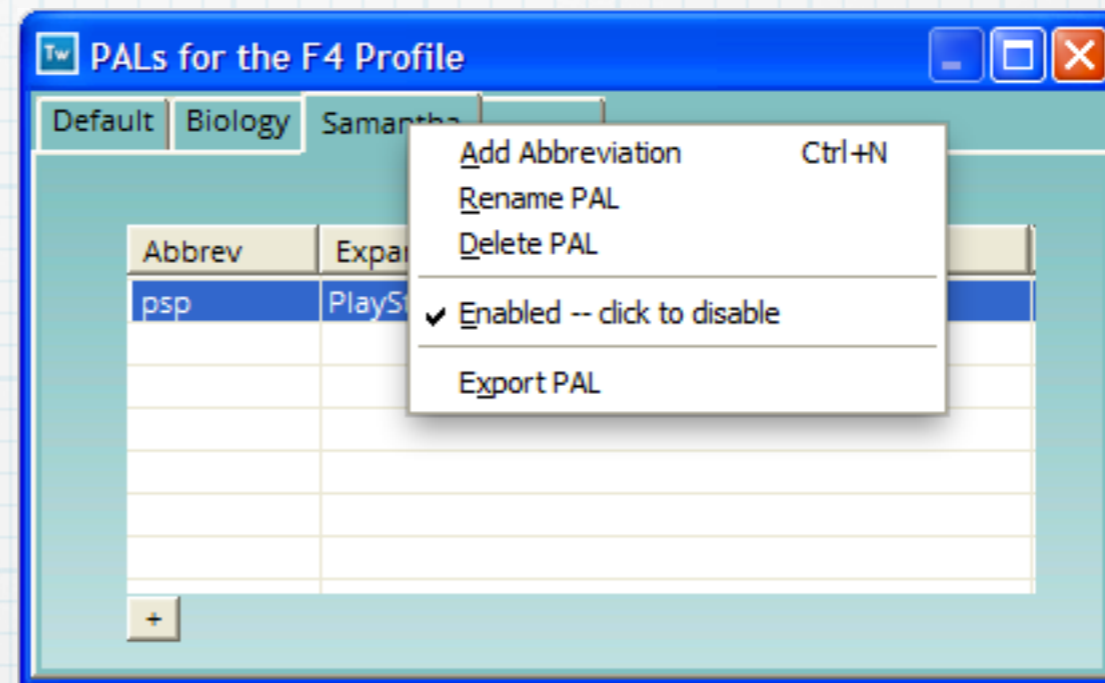 Tw PALs for the F4 Profile
Default Biology Samantha
Add Abbreviation Ctrl+N
Rename PAL
Delete PAL
Abbrev
psp
Enabled -- click to disable
Export PAL
+